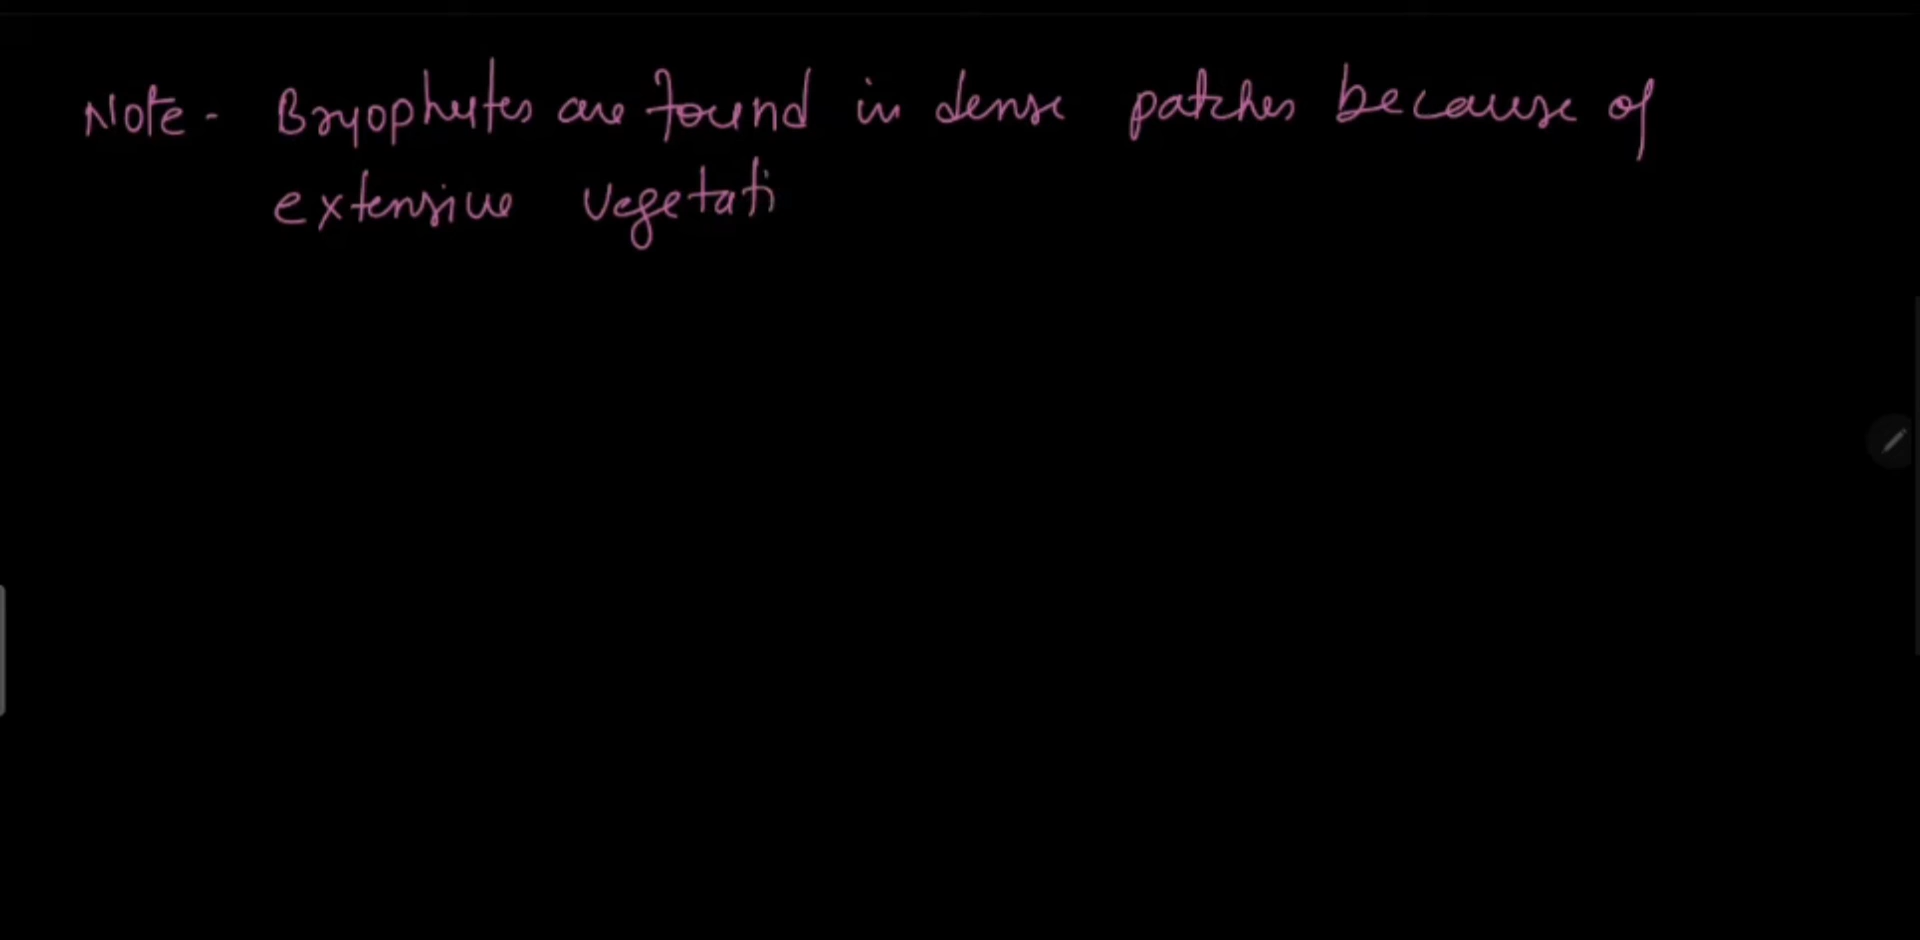 Note - Bryophytes are found in dense patches because of
extensive vegetati